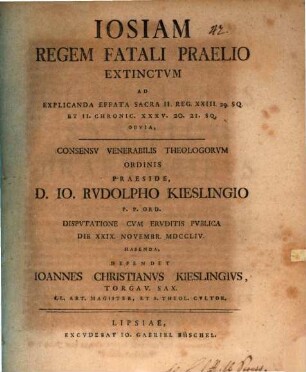 IOSIAM
REGEM FATALI PRAELIO
EXTINCTVM
AD
EXPLICANDA EFFATA SACRA II. REG. XXIII. 29. SQ.
ET II. CHRONIC. XXXV. 20. 21. SQ.
OBVIA,
CONSENSV VENERABILIS THEOLOGORVM
ORDINIS
PRAESIDE,
D. IO. RVDOLPHO KIESLINGIO
P. P. ORD.
DISPVTATIONE CVM ERVDITIS PVBLICA
DIE XXIX. NOVEMBR. MDCCLIV.
HABENDA,
DEFENDET
IOANNES CHRISTIANVS KIESLINGIVS,
TORGAV. SAX.
LL. ART. MAGISTER, ET S. THEOL. CVLTOR.
LIPSIAE,
EXCVDEBAT IO. GABRIEL BÜSCHEL.